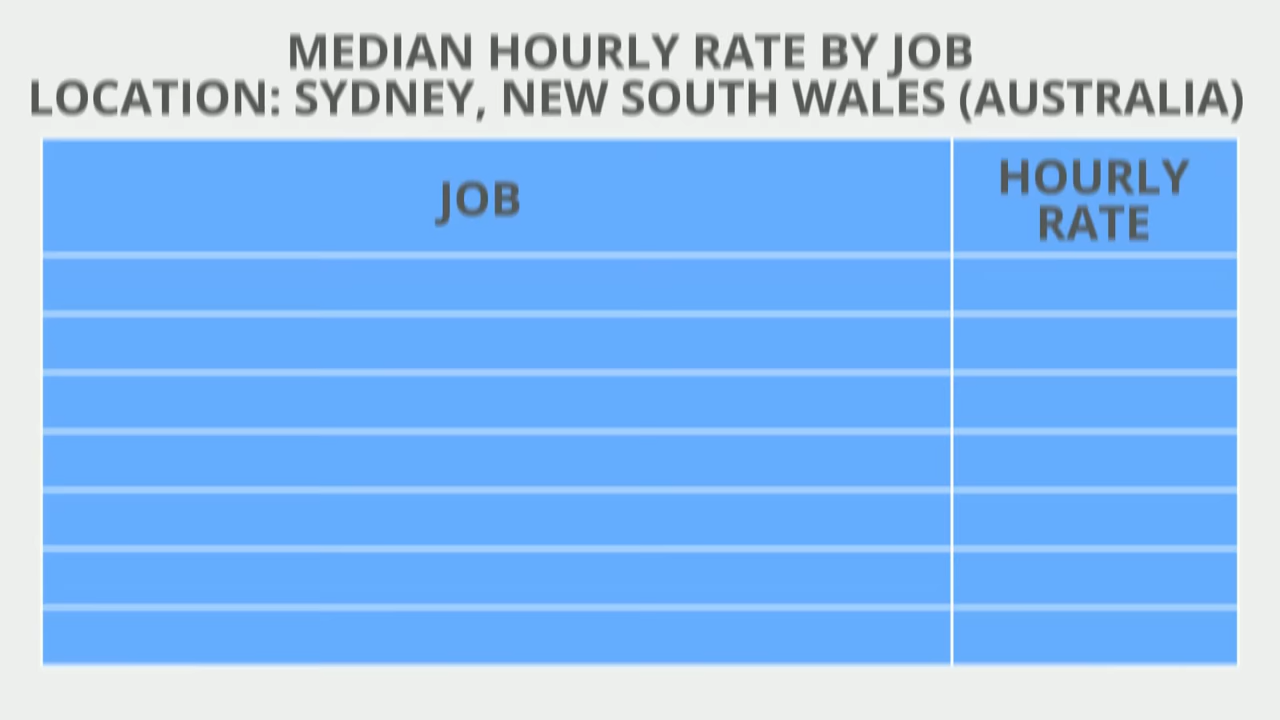 MEDIAN HOURLY RATE BY JOB
LOCATION: SYDNEY, NEW SOUTH WALES (AUSTRALIA)
JOB
HOURLY
RATE